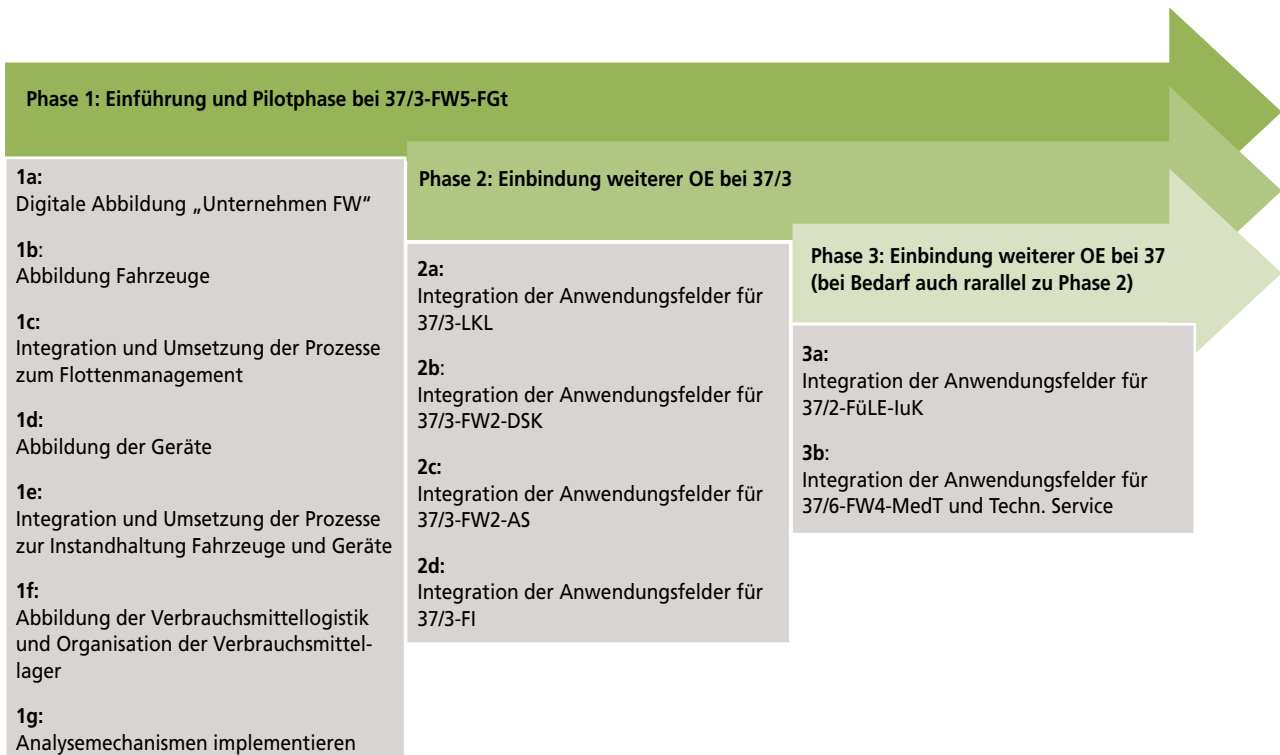 Phase 1: Einführung und Pilotphase bei 37/3-FW5-FGt
1a:
Digitale Abbildung „Unternehmen FW“
1b:
Abbildung Fahrzeuge
1c:
Integration und Umsetzung der Prozesse
zum Flottenmanagement
1d:
Abbildung der Geräte
1e:
Integration und Umsetzung der Prozesse
zur Instandhaltung Fahrzeuge und Geräte
1f:
Abbildung der Verbrauchsmittellogistik
und Organisation der Verbrauchsmittel-
lager
1g:
Analysemechanismen implementieren
Phase 2: Einbindung weiterer OE bei 37/3
2a:
Integration der Anwendungsfelder für
37/3-LKL
2b:
Integration der Anwendungsfelder für
37/3-FW2-DSK
2c:
Integration der Anwendungsfelder für
37/3-FW2-AS
2d:
Integration der Anwendungsfelder für
37/3-FI
Phase 3: Einbindung weiterer OE bei 37
(bei Bedarf auch rarallel zu Phase 2)
3a:
Integration der Anwendungsfelder für
37/2-FüLE-IuK
3b:
Integration der Anwendungsfelder für
37/6-FW4-MedT und Techn. Service